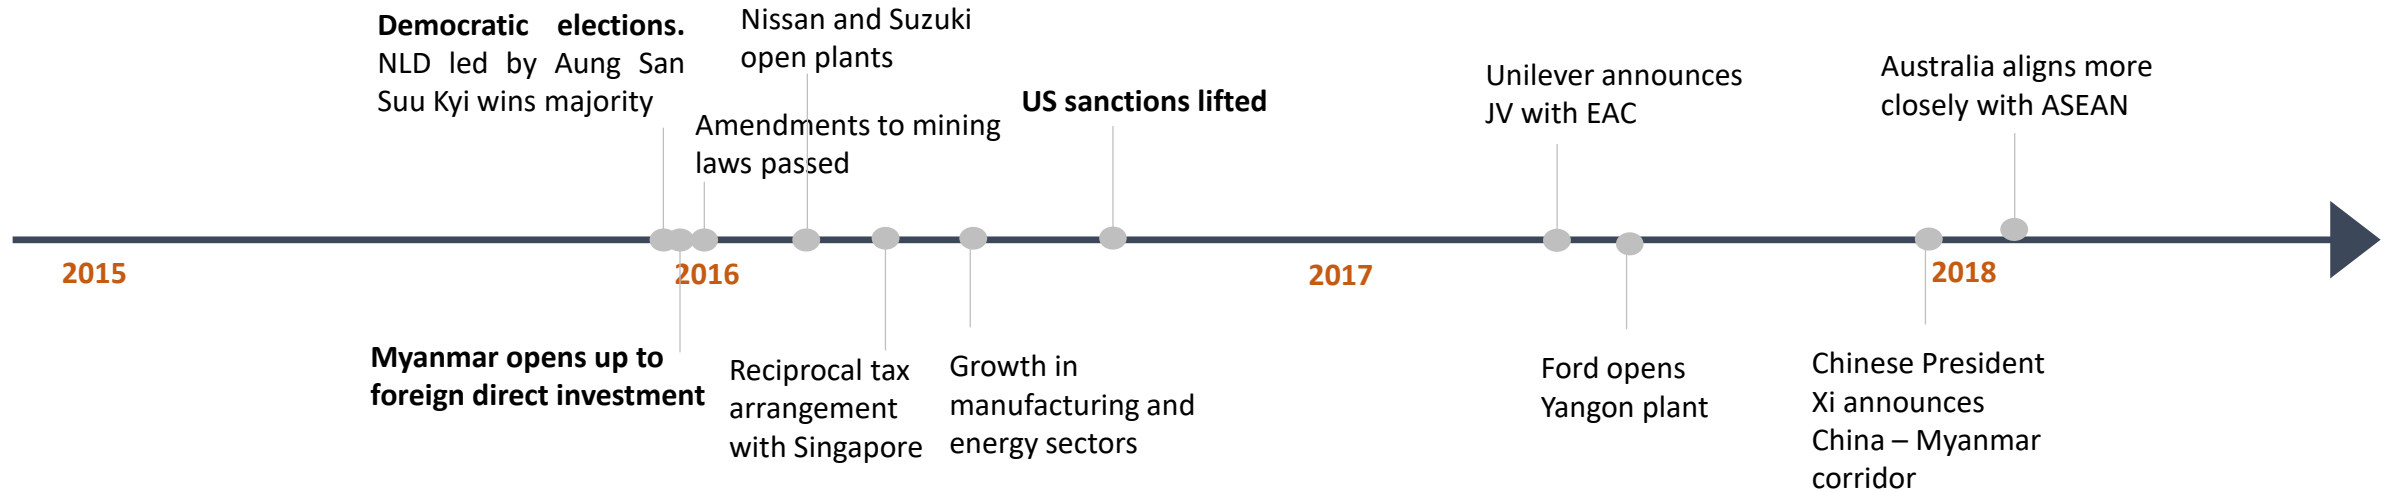 Democratic elections.
NLD led by Aung San
Suu Kyi wins majority
Nissan and Suzuki
open plants
Amendments to mining
laws passed
US sanctions lifted
Unilever announces
JV with EAC
Australia aligns more
closely with ASEAN
2015
2016
2017
2018
Myanmar opens up to
foreign direct investment
Reciprocal tax
arrangement
with Singapore
Growth in
manufacturing and
energy sectors
Ford opens
Yangon plant
Chinese President
Xi announces
China – Myanmar
corridor